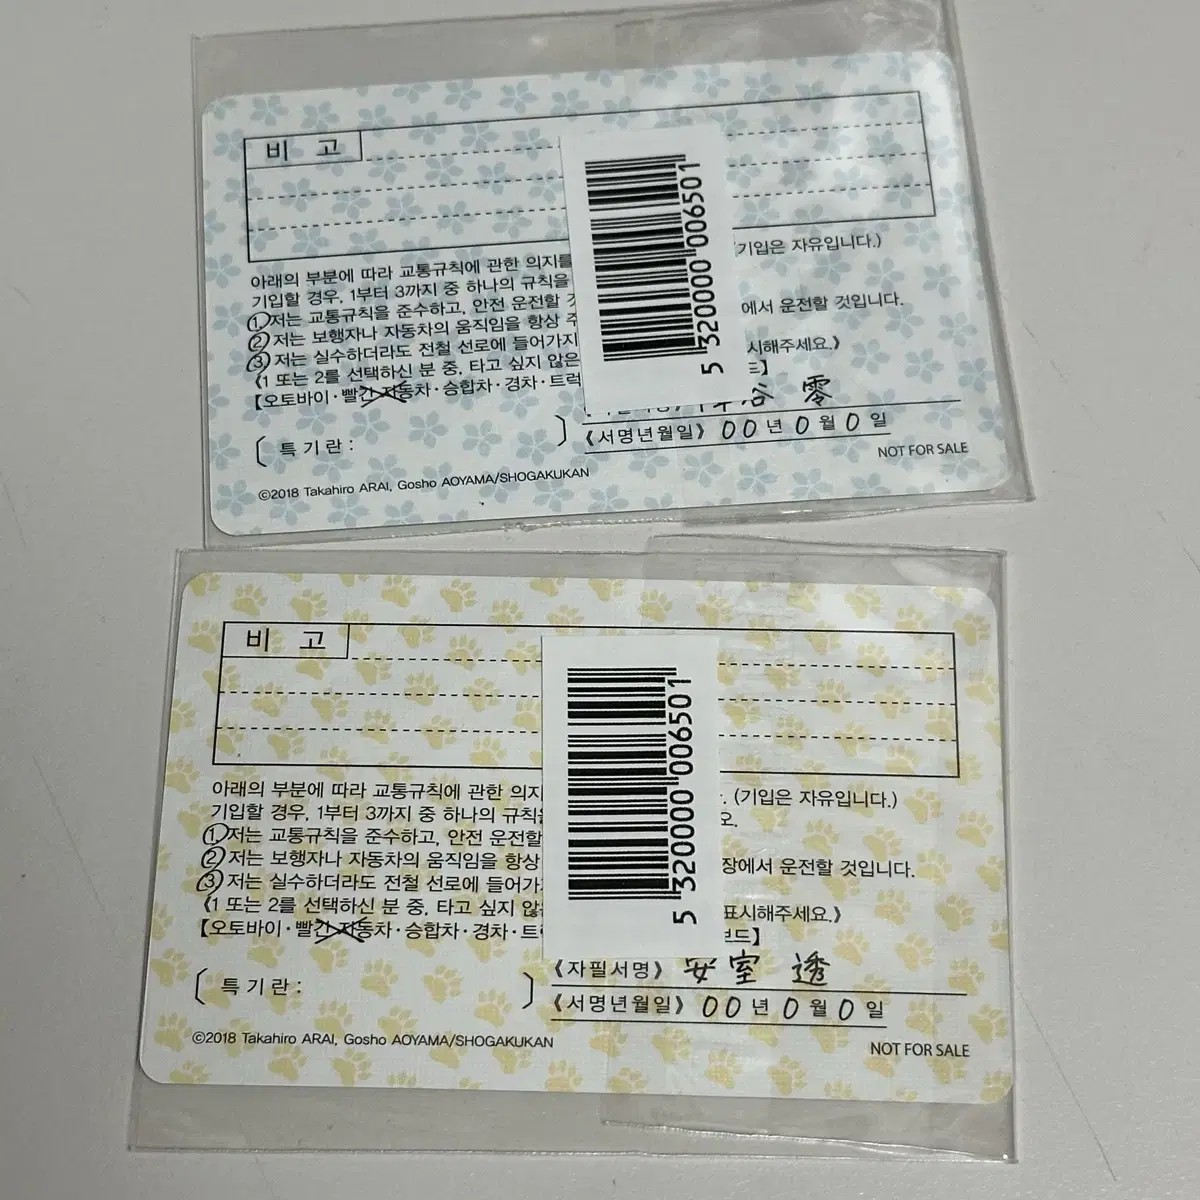 비 고
아래의 부분에 따라 교통규칙에 관한 의지를 (기입은 자유입니다.)
기입할 경우, 1부터 3까지 중 하나의 규칙을
1. 저는 교통규칙을 준수하고, 안전 운전할 에서 운전할 것입니다.
2. 저는 보행자나 자동차의 움직임을 항상
3. 저는 실수하더라도 전철 선로에 들어가지 시해주세요.》
《1 또는 2를 선택하신 분 중, 타고 싶지 않은 드】
【오토바이·빨간 자동차·승합차·경차·트럭
谷 零
( 특기란: ) 《서명년월일》 00년 0월 0일
NOT FOR SALE
©2018 Takahiro ARAI, Gosho AOYAMA/SHOGAKUKAN
5 320000 006501
비 고
아래의 부분에 따라 교통규칙에 관한 의지 (기입은 자유입니다.)
기입할 경우, 1부터 3까지 중 하나의 규칙 오.
1. 저는 교통규칙을 준수하고, 안전 운전할
2. 저는 보행자나 자동차의 움직임을 항상 장에서 운전할 것입니다.
3. 저는 실수하더라도 전철 선로에 들어가
《1 또는 2를 선택하신 분 중, 타고 싶지 않 표시해주세요.》
【오토바이·빨간 자동차·승합차·경차·트 보드】
《자필서명》 安室 透
( 특기란: ) 《서명년월일》 00년 0월 0일
©2018 Takahiro ARAI, Gosho AOYAMA/SHOGAKUKAN
NOT FOR SALE
5 320000 006501